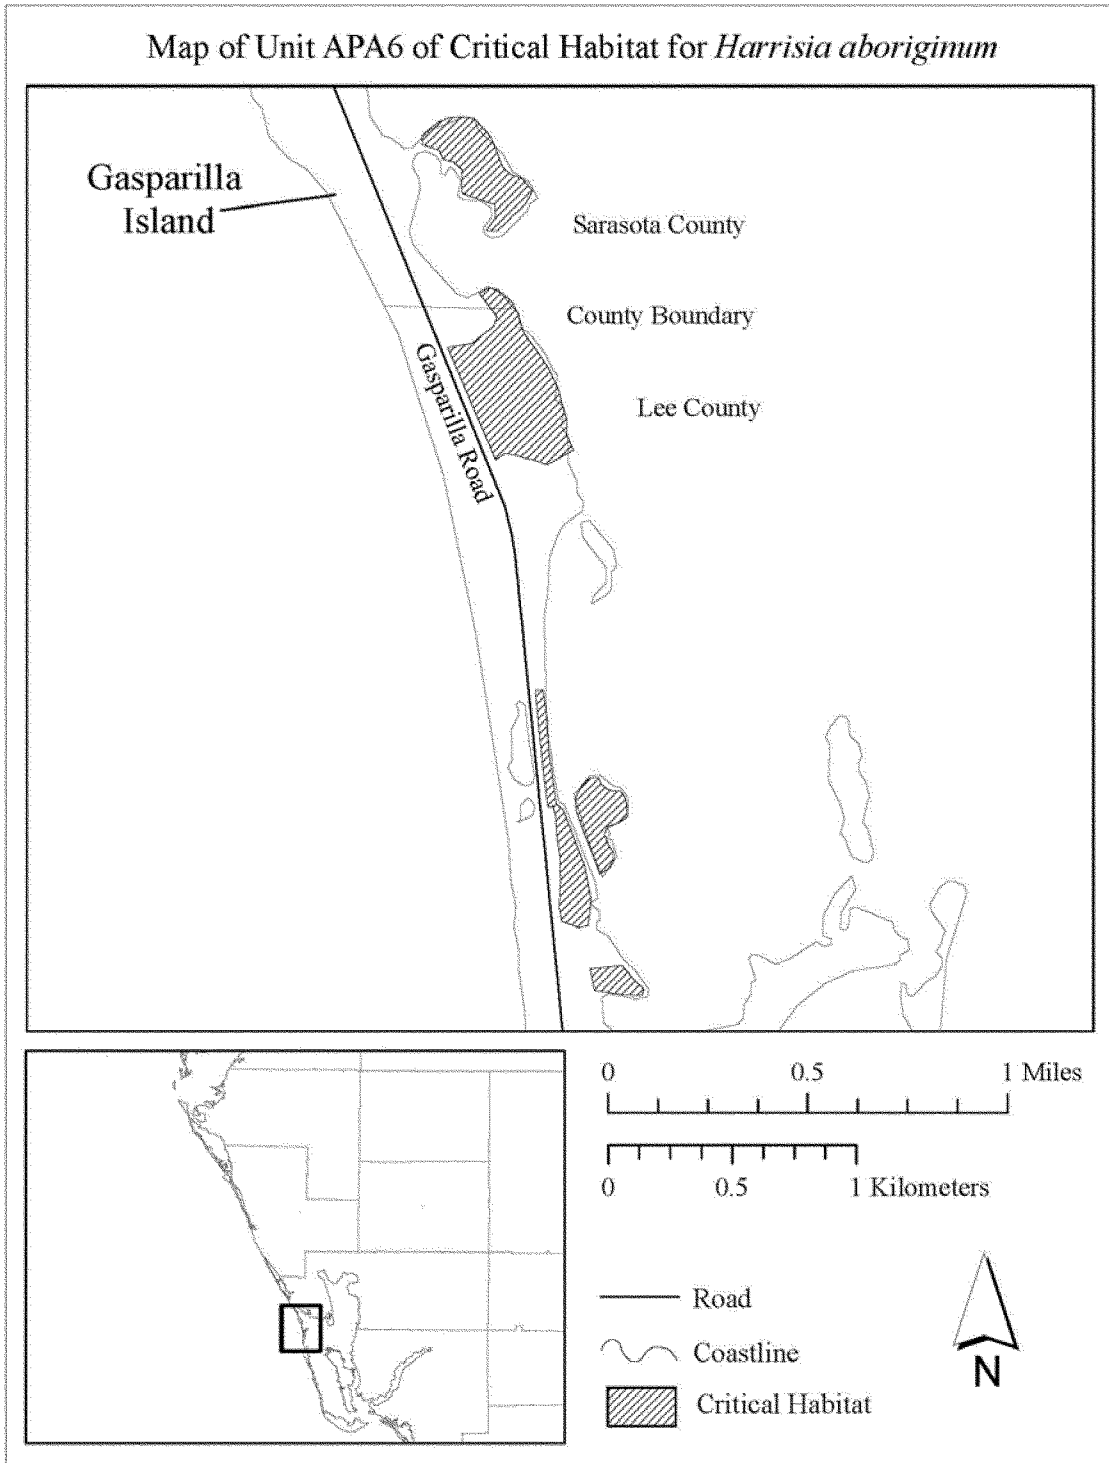 Map of Unit APA6 of Critical Habitat for Harrisia aboriginum
Gasparilla
Island
Sarasota County
County Boundary
Lee County
Gasparilla Road
0 0.5 1 Miles
0 0.5 1 Kilometers
Road
Coastline
Critical Habitat
N